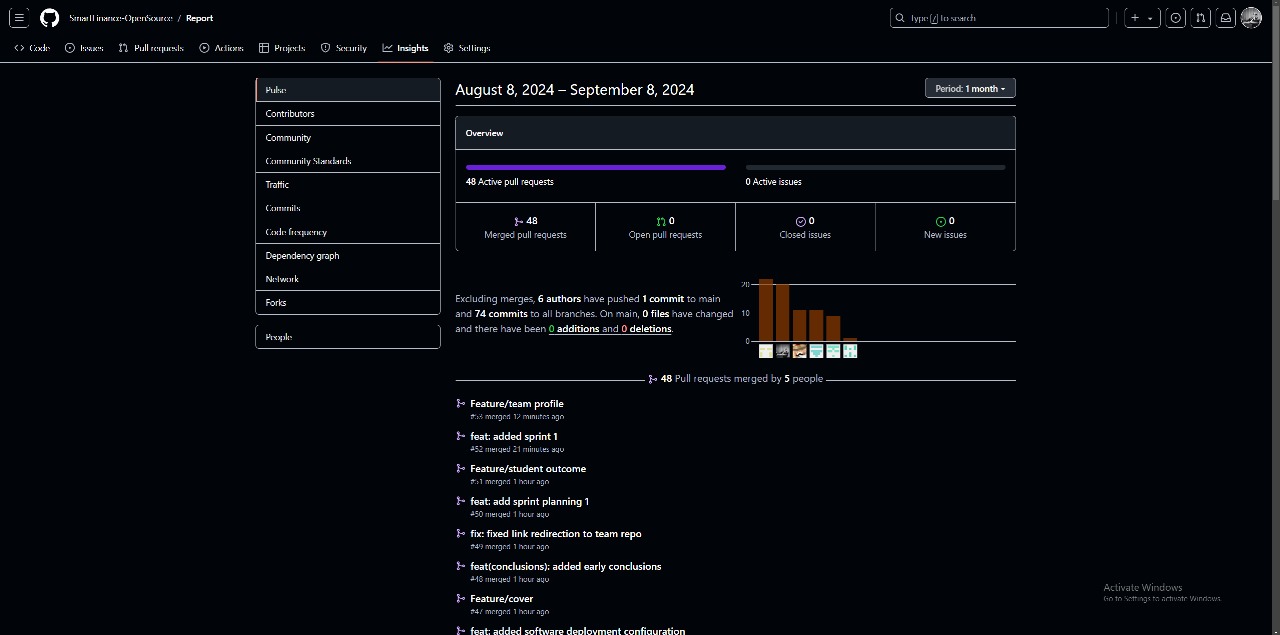 SmartFinance-OpenSource / Report
Type / to search
Code Issues Pull requests Actions Projects Security Insights Settings
Pulse
Contributors
Community
Community Standards
Traffic
Commits
Code frequency
Dependency graph
Network
Forks
People
August 8, 2024 – September 8, 2024
Period: 1 month
Overview
48 Active pull requests
0 Active issues
48
Merged pull requests
0
Open pull requests
0
Closed issues
0
New issues
Excluding merges, 6 authors have pushed 1 commit to main
and 74 commits to all branches. On main, 0 files have changed
and there have been 0 additions and 0 deletions.
20
10
0
48 Pull requests merged by 5 people
Feature/team profile
#53 merged 12 minutes ago
feat: added sprint 1
#52 merged 21 minutes ago
Feature/student outcome
#51 merged 1 hour ago
feat: add sprint planning 1
#50 merged 1 hour ago
fix: fixed link redirection to team repo
#49 merged 1 hour ago
feat(conclusions): added early conclusions
#48 merged 1 hour ago
Feature/cover
#47 merged 1 hour ago
feat: added software deployment configuration
Activate Windows
Go to Settings to activate Windows.